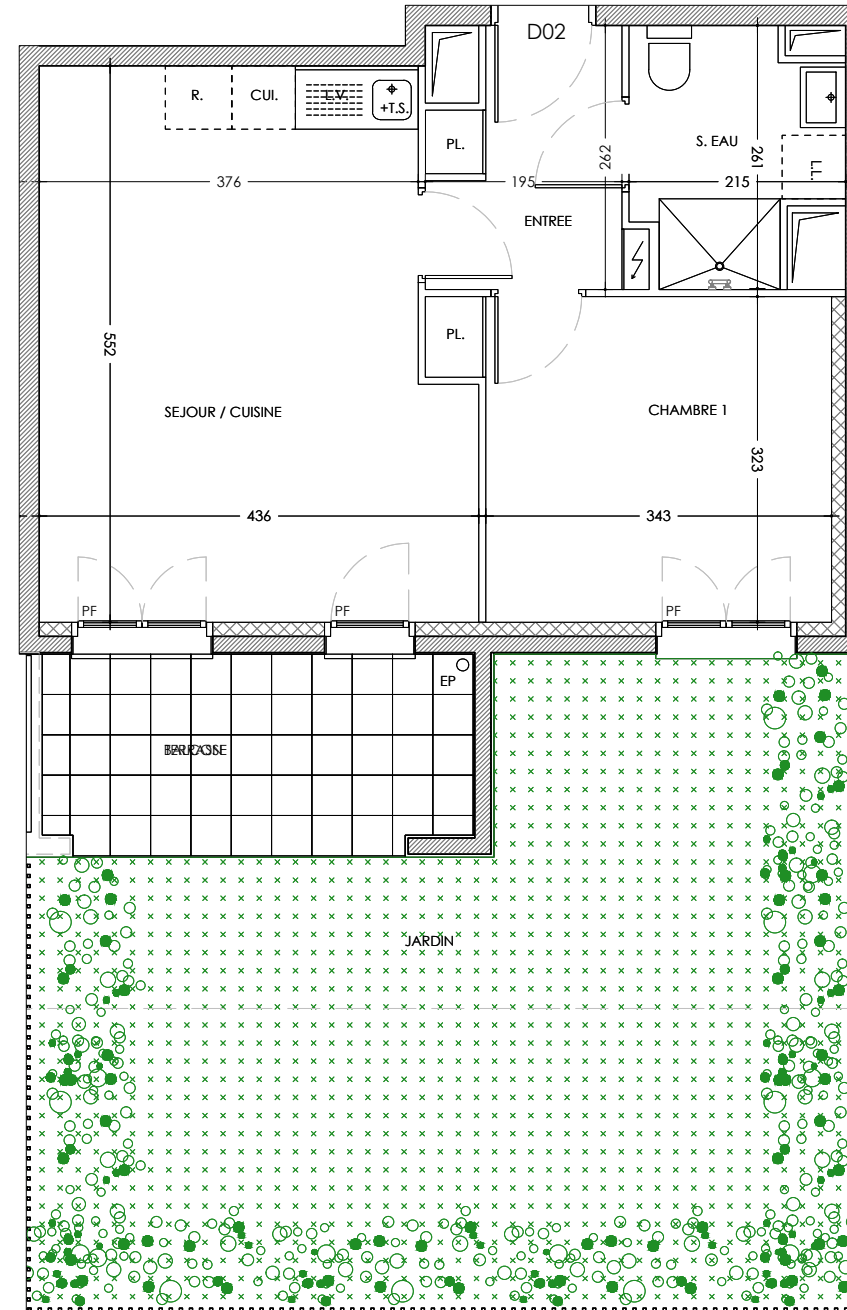 D02
R.
CUI.
L.V.
+T.S.
PL.
S. EAU
262
261
L.L.
376
195
215
ENTREE
PL.
552
SEJOUR / CUISINE
CHAMBRE 1
323
436
343
PF
PF
PF
EP
JARDIN